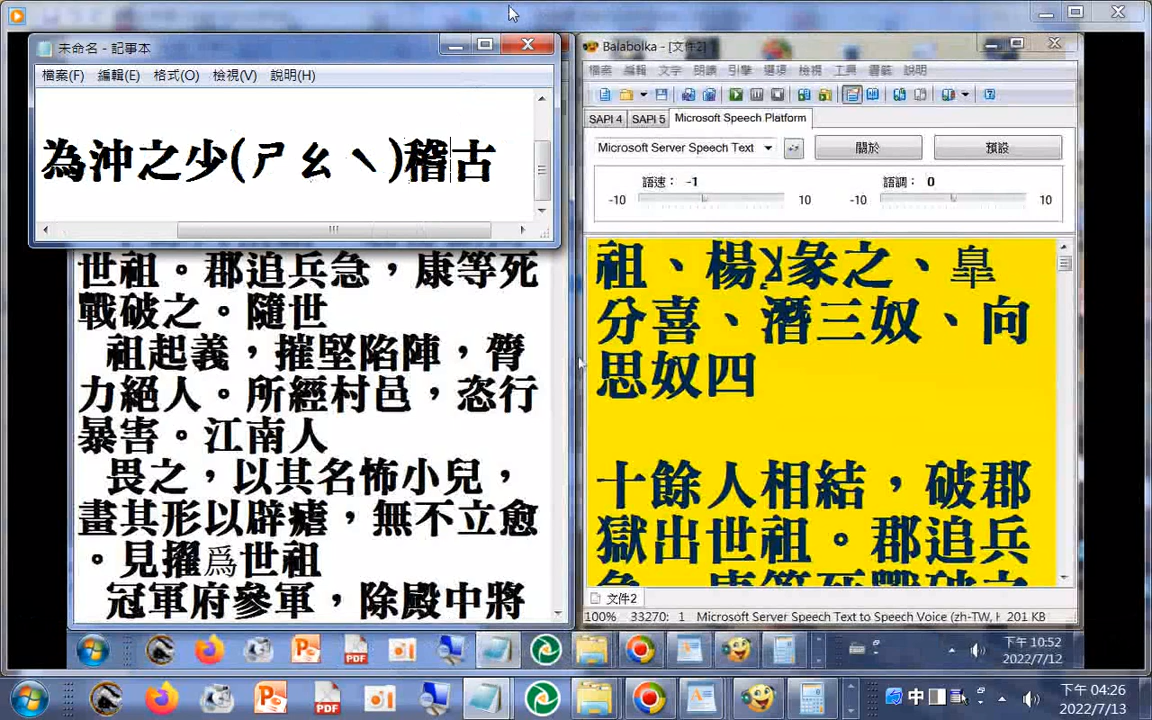 未命名 - 記事本
檔案(F) 編輯(E) 格式(O) 檢視(V) 說明(H)
為沖之少(ㄕㄠˋ)稽古
世祖。郡追兵急，康等死
戰破之。隨世
祖起義，摧堅陷陣，膂
力絕人。所經村邑，恣行
暴害。江南人
畏之，以其名怖小兒，
畫其形以辟瘧，無不立愈
。見擢爲世祖
冠軍府參軍，除殿中將
Balabolka - [文件2]
檔案 編輯 文字 朗讀 引擎 選項 檢視 工具 書籤 說明
SAPI 4 SAPI 5 Microsoft Speech Platform
Microsoft Server Speech Text 關於 預設
語速： -1 語調： 0
-10 10 -10 10
祖、楊彖之、皐
分喜、潛三奴、向
思奴四
十餘人相結，破郡
獄出世祖。郡追兵
急，康等死戰破之
文件2
100% 33270: 1 Microsoft Server Speech Text to Speech Voice (zh-TW, H 201 KB
下午 10:52
2022/7/12
中
下午 04:26
2022/7/13